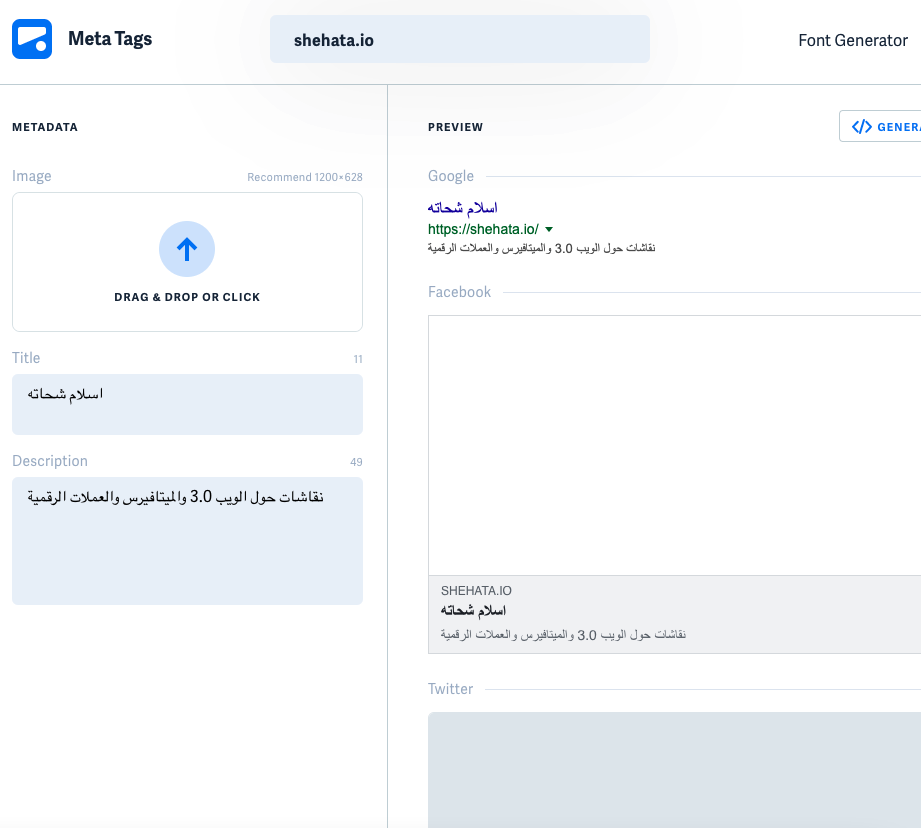 Meta Tags
shehata.io
Font Generator
METADATA
Image
Recommend 1200×628
DRAG & DROP OR CLICK
Title
11
اسلام شحاته
Description
49
نقاشات حول الويب 3.0 والميتافيرس والعملات الرقمية
PREVIEW
Google
اسلام شحاته
https://shehata.io/
نقاشات حول الويب 3.0 والميتافيرس والعملات الرقمية
Facebook
SHEHATA.IO
اسلام شحاته
نقاشات حول الويب 3.0 والميتافيرس والعملات الرقمية
Twitter